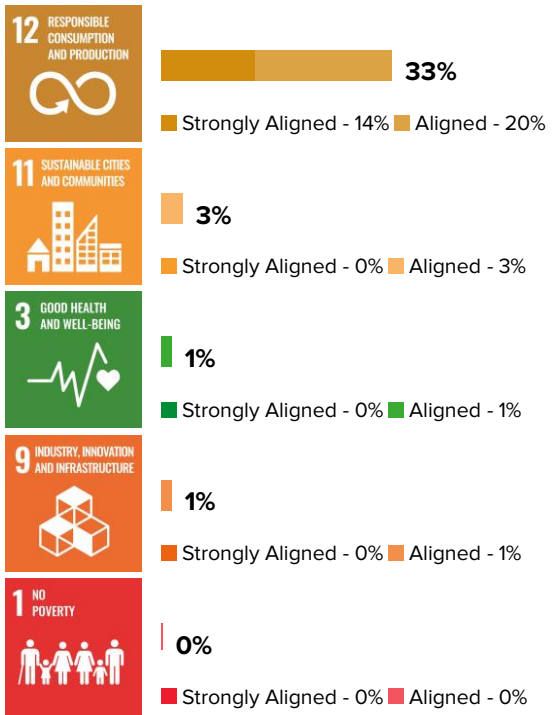 12 RESPONSIBLE
CONSUMPTION
AND PRODUCTION
33%
Strongly Aligned - 14% Aligned - 20%
11 SUSTAINABLE CITIES
AND COMMUNITIES
3%
Strongly Aligned - 0% Aligned - 3%
3 GOOD HEALTH
AND WELL-BEING
1%
Strongly Aligned - 0% Aligned - 1%
9 INDUSTRY, INNOVATION
AND INFRASTRUCTURE
1%
Strongly Aligned - 0% Aligned - 1%
1 NO
POVERTY
0%
Strongly Aligned - 0% Aligned - 0%